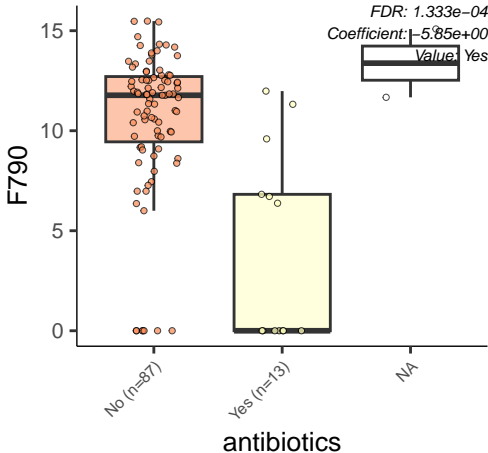 FDR: 1.333e−04
Coefficient: −5.85e+00
Value: Yes
15
10
5
0
F790
No (n=87)
Yes (n=13)
NA
antibiotics